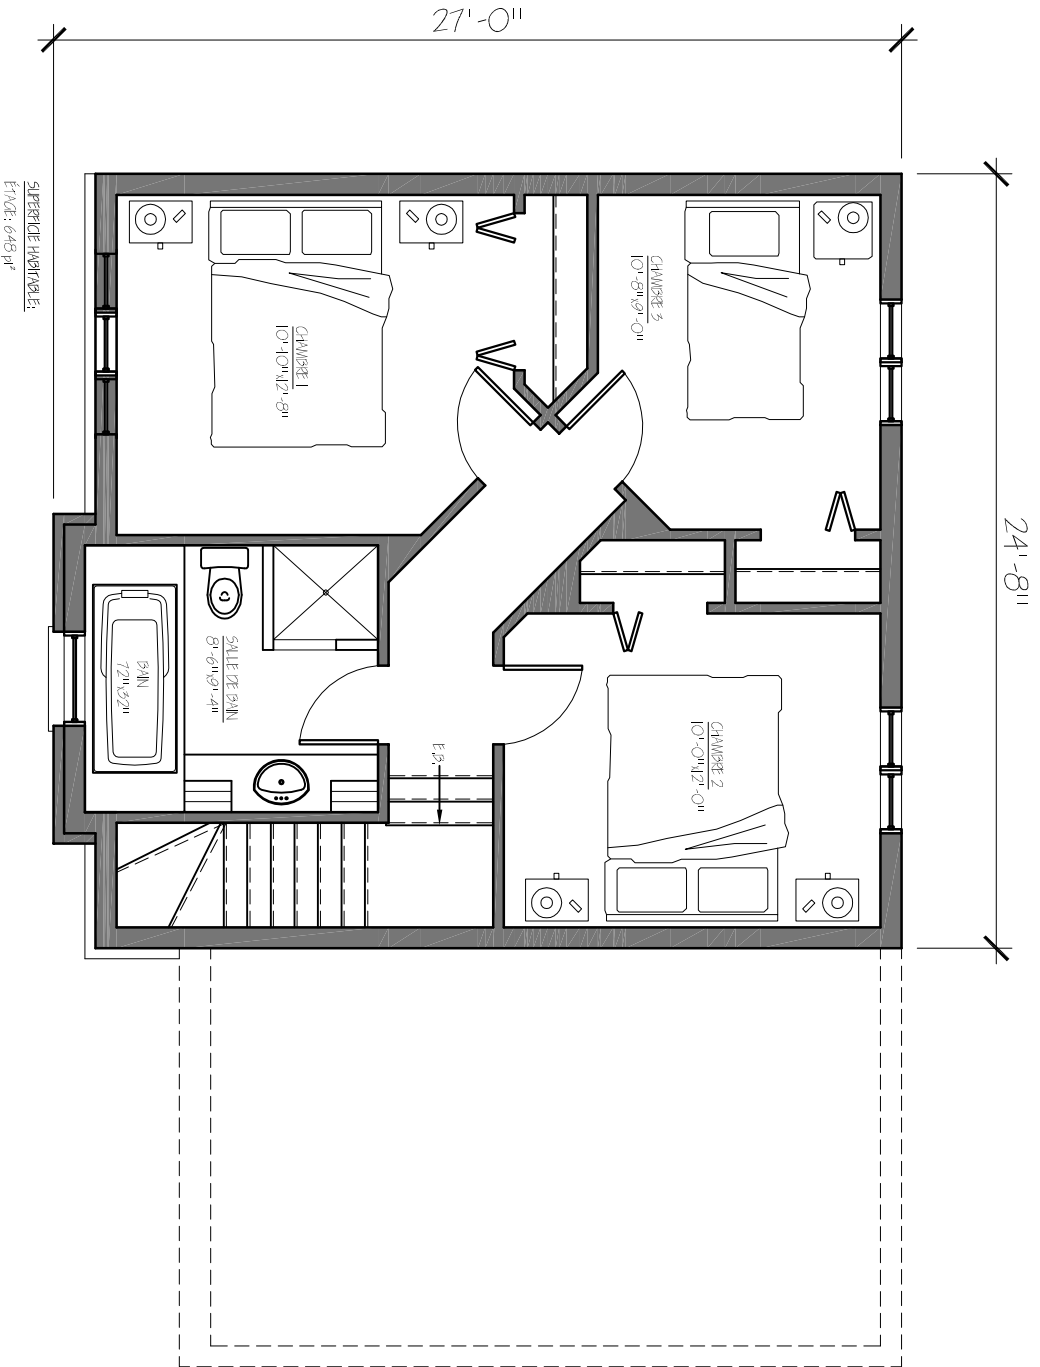 27'-0"
24'-8"
SUPERFICIE HABITABLE:
ÉTAGE: 648 pi²
CHAMBRE 1
10'-10"x12'-8"
CHAMBRE 3
10'-8"x9'-0"
SALLE DE BAIN
8'-6"x9'-4"
BAIN
72"x32"
E.B.
CHAMBRE 2
10'-0"x12'-0"